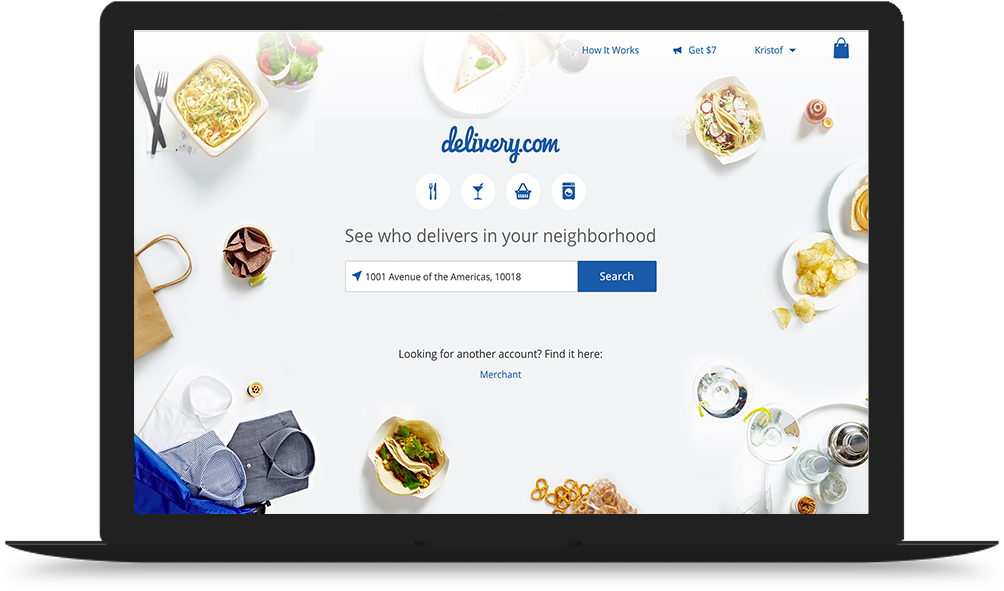 How It Works
Get $7
Kristof
delivery.com
See who delivers in your neighborhood
1001 Avenue of the Americas, 10018
Search
Looking for another account? Find it here:
Merchant